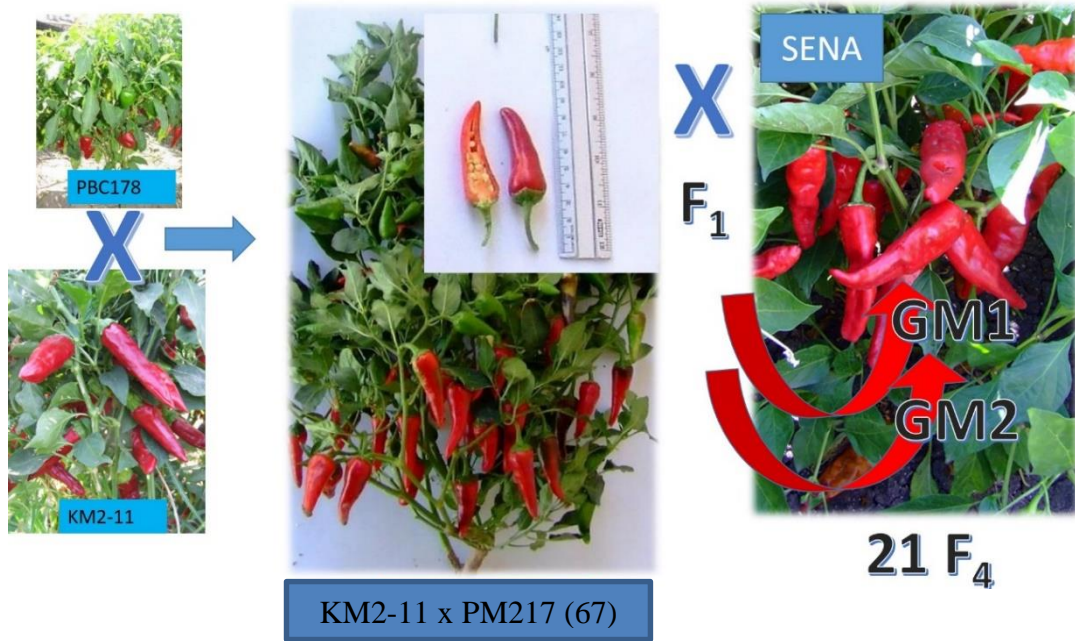 PBC178
X
KM2-11
KM2-11 x PM217 (67)
X
F1
SENA
GM1
GM2
21 F4